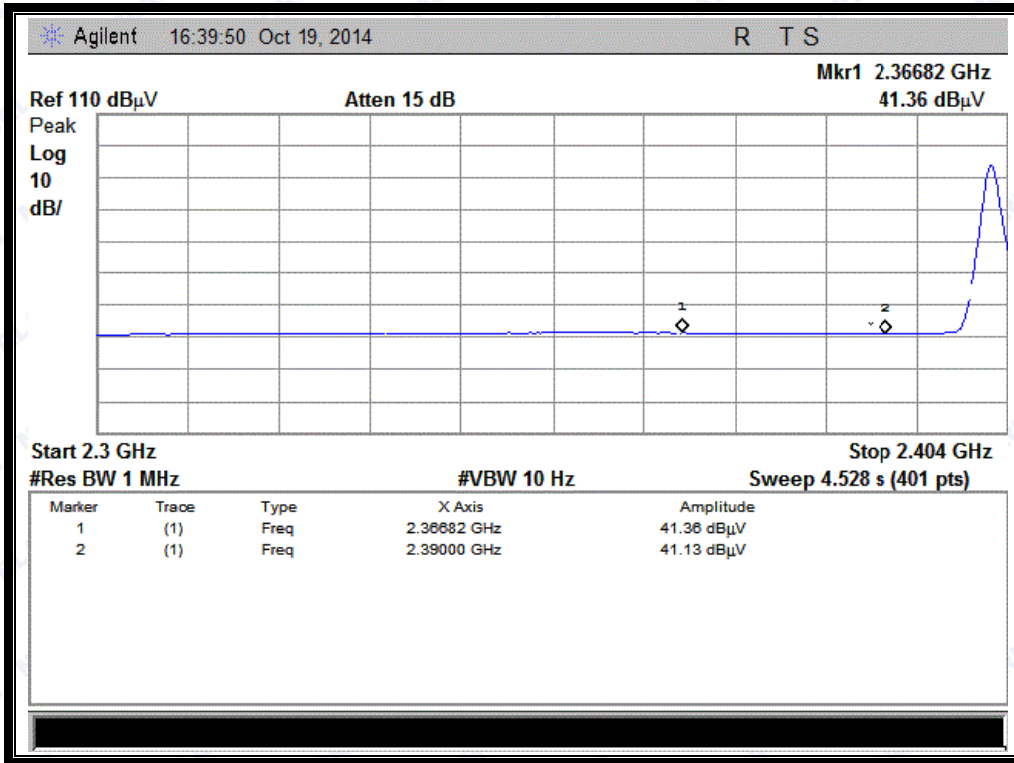 Agilent 16:39:50 Oct 19, 2014 R T S
Mkr1 2.36682 GHz
Ref 110 dBµV Atten 15 dB 41.36 dBµV
Peak
Log
10
dB/
1
2
Start 2.3 GHz Stop 2.404 GHz
#Res BW 1 MHz #VBW 10 Hz Sweep 4.528 s (401 pts)
Marker Trace Type X Axis Amplitude
1 (1) Freq 2.36682 GHz 41.36 dBµV
2 (1) Freq 2.39000 GHz 41.13 dBµV